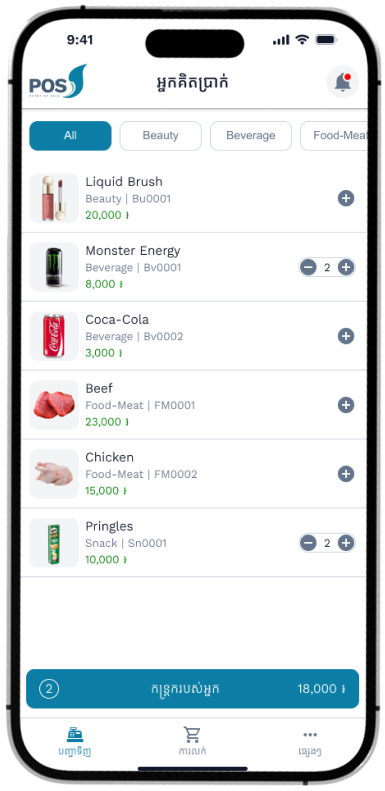 9:41
POS
POINT OF SALE
អ្នកគិតប្រាក់
All
Beauty
Beverage
Food-Meat
Liquid Brush
Beauty | Bu0001
20,000 ៛
Monster Energy
Beverage | Bv0001
8,000 ៛
2
Coca-Cola
Coca-Cola
Beverage | Bv0002
3,000 ៛
Beef
Food-Meat | FM0001
23,000 ៛
Chicken
Food-Meat | FM0002
15,000 ៛
Pringles
Snack | Sn0001
10,000 ៛
2
2 កន្ត្រករបស់អ្នក 18,000 ៛
បញ្ជាទិញ
ការលក់
ផ្សេងៗ